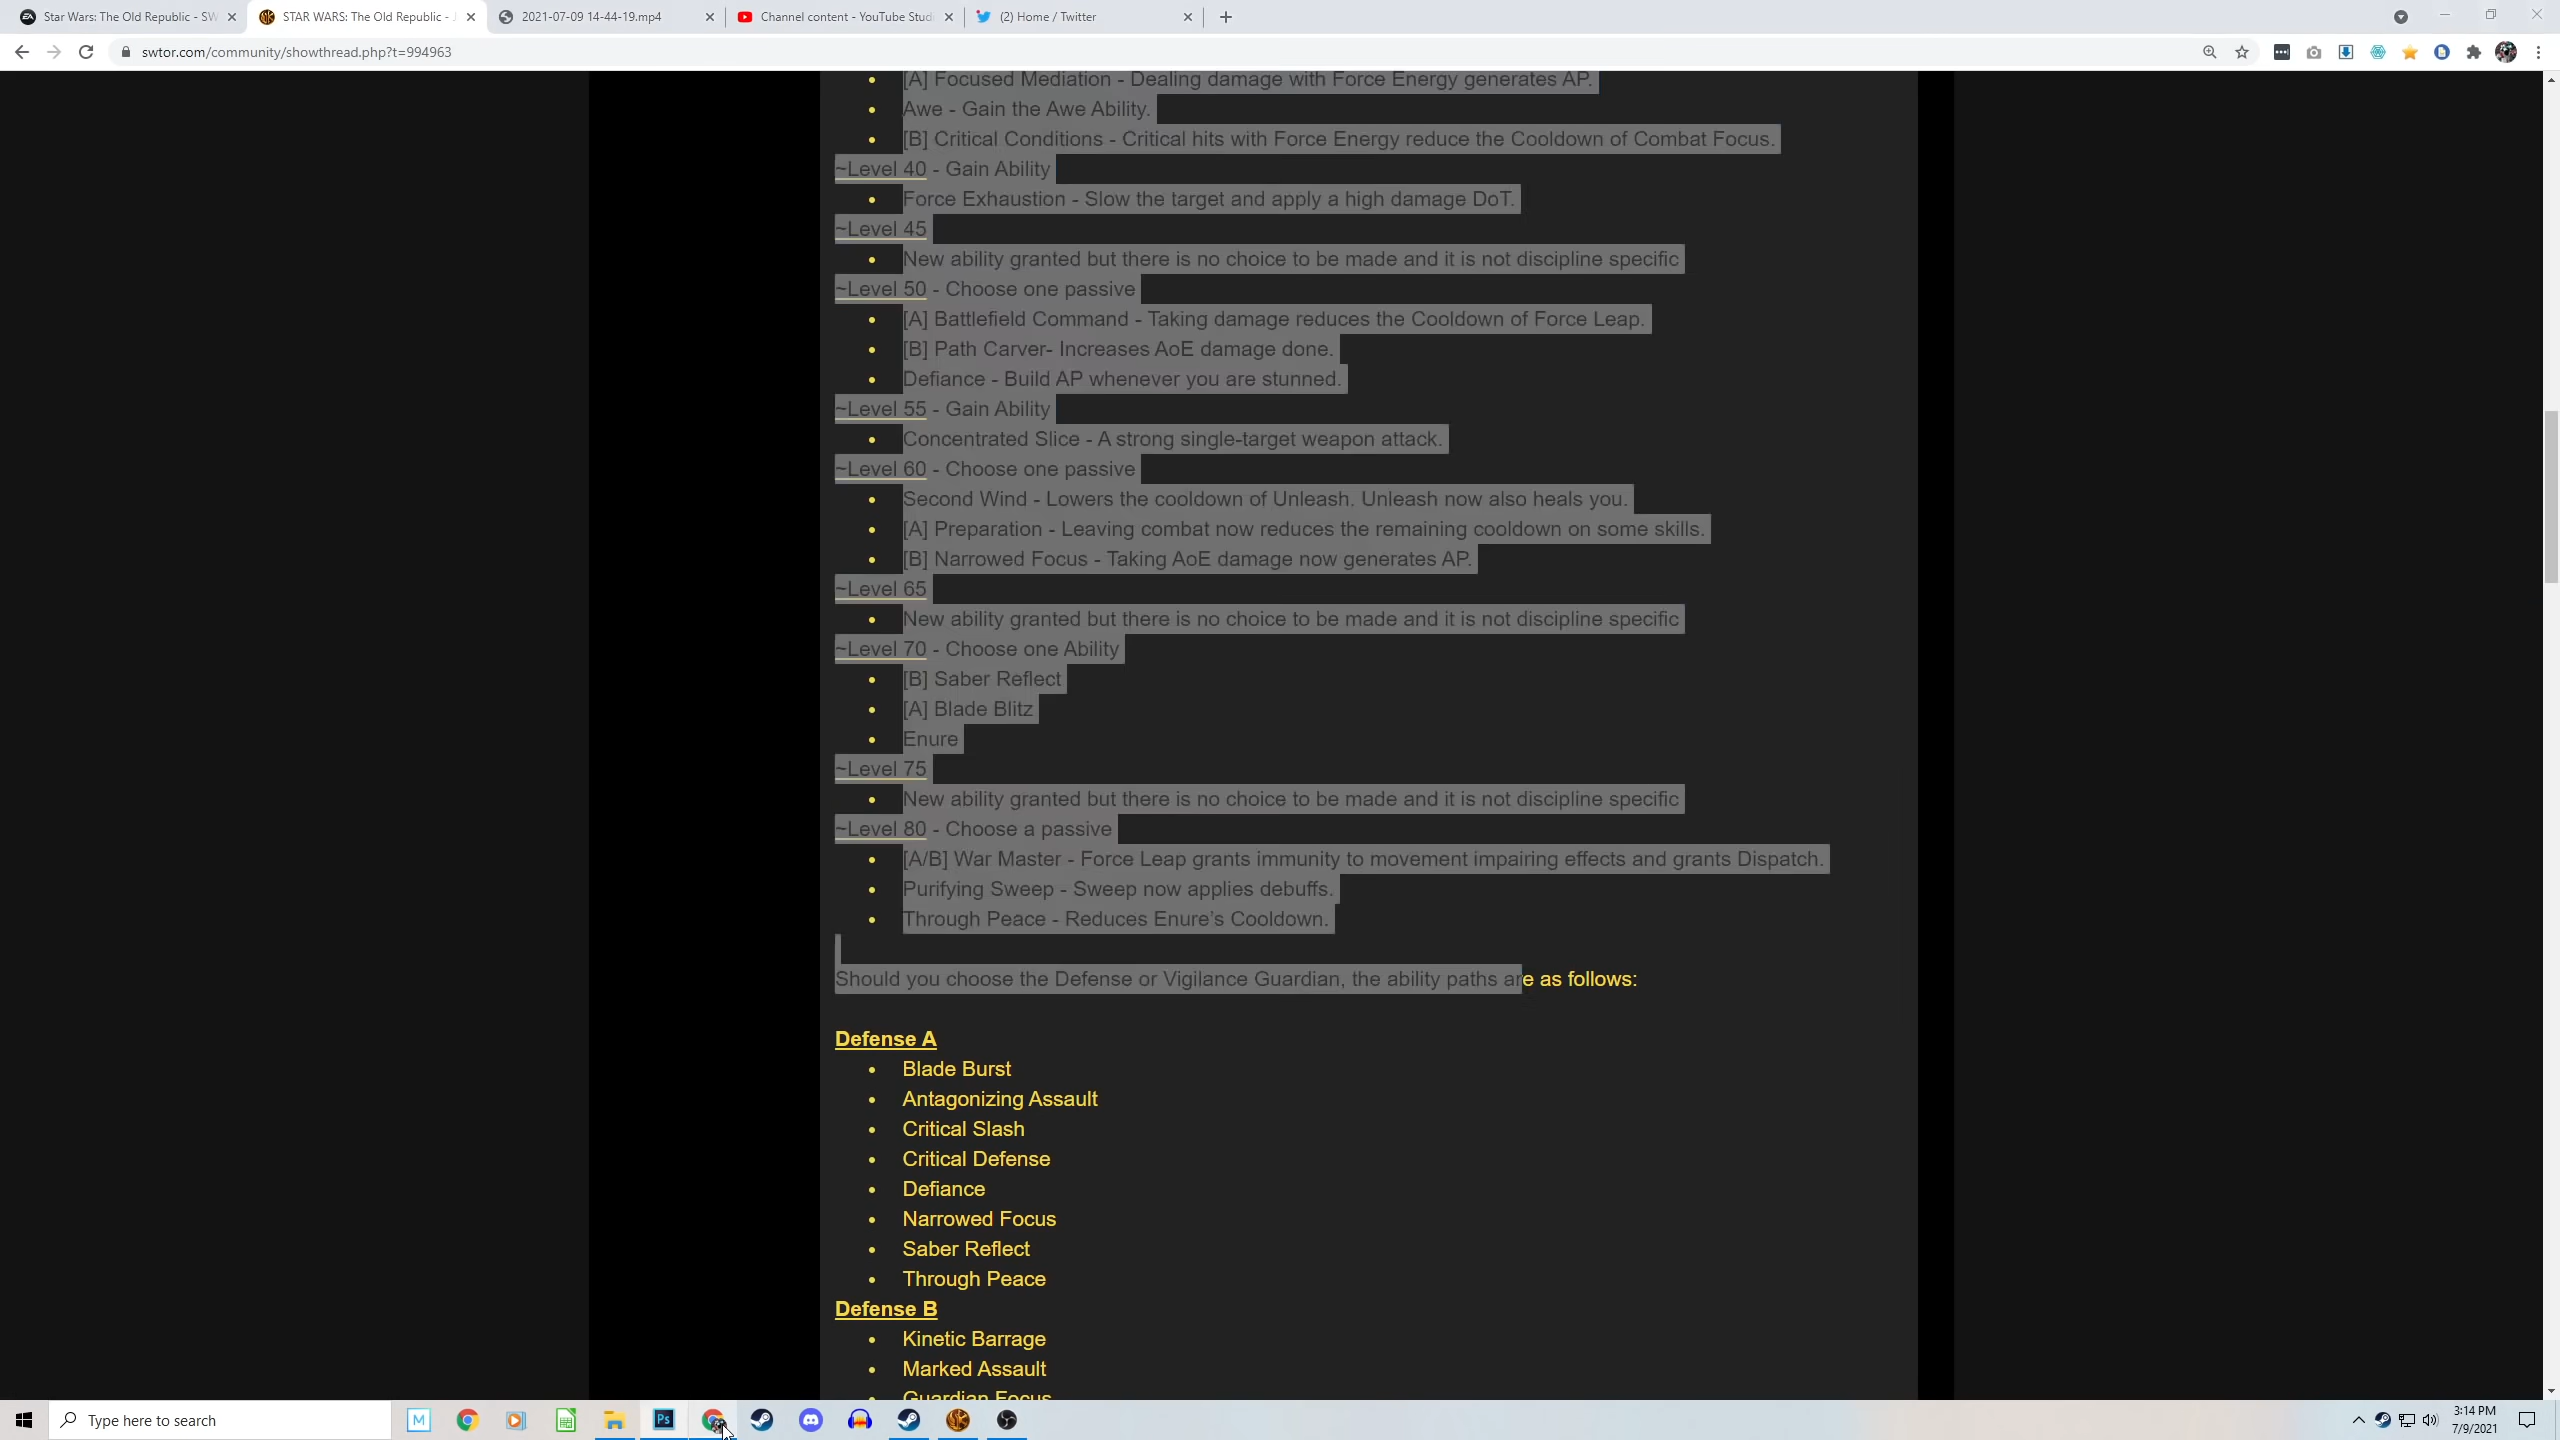 Star Wars: The Old Republic - SW
STAR WARS: The Old Republic - J
2021-07-09 14-44-19.mp4
Channel content - YouTube Studi
(2) Home / Twitter
swtor.com/community/showthread.php?t=994963
[A] Focused Mediation - Dealing damage with Force Energy generates AP.
Awe - Gain the Awe Ability.
[B] Critical Conditions - Critical hits with Force Energy reduce the Cooldown of Combat Focus.
~Level 40 - Gain Ability
Force Exhaustion - Slow the target and apply a high damage DoT.
~Level 45
New ability granted but there is no choice to be made and it is not discipline specific
~Level 50 - Choose one passive
[A] Battlefield Command - Taking damage reduces the Cooldown of Force Leap.
[B] Path Carver- Increases AoE damage done.
Defiance - Build AP whenever you are stunned.
~Level 55 - Gain Ability
Concentrated Slice - A strong single-target weapon attack.
~Level 60 - Choose one passive
Second Wind - Lowers the cooldown of Unleash. Unleash now also heals you.
[A] Preparation - Leaving combat now reduces the remaining cooldown on some skills.
[B] Narrowed Focus - Taking AoE damage now generates AP.
~Level 65
New ability granted but there is no choice to be made and it is not discipline specific
~Level 70 - Choose one Ability
[B] Saber Reflect
[A] Blade Blitz
Enure
~Level 75
New ability granted but there is no choice to be made and it is not discipline specific
~Level 80 - Choose a passive
[A/B] War Master - Force Leap grants immunity to movement impairing effects and grants Dispatch.
Purifying Sweep - Sweep now applies debuffs.
Through Peace - Reduces Enure's Cooldown.
Should you choose the Defense or Vigilance Guardian, the ability paths are as follows:
Defense A
Blade Burst
Antagonizing Assault
Critical Slash
Critical Defense
Defiance
Narrowed Focus
Saber Reflect
Through Peace
Defense B
Kinetic Barrage
Marked Assault
Guardian Focus
Type here to search
3:14 PM
7/9/2021